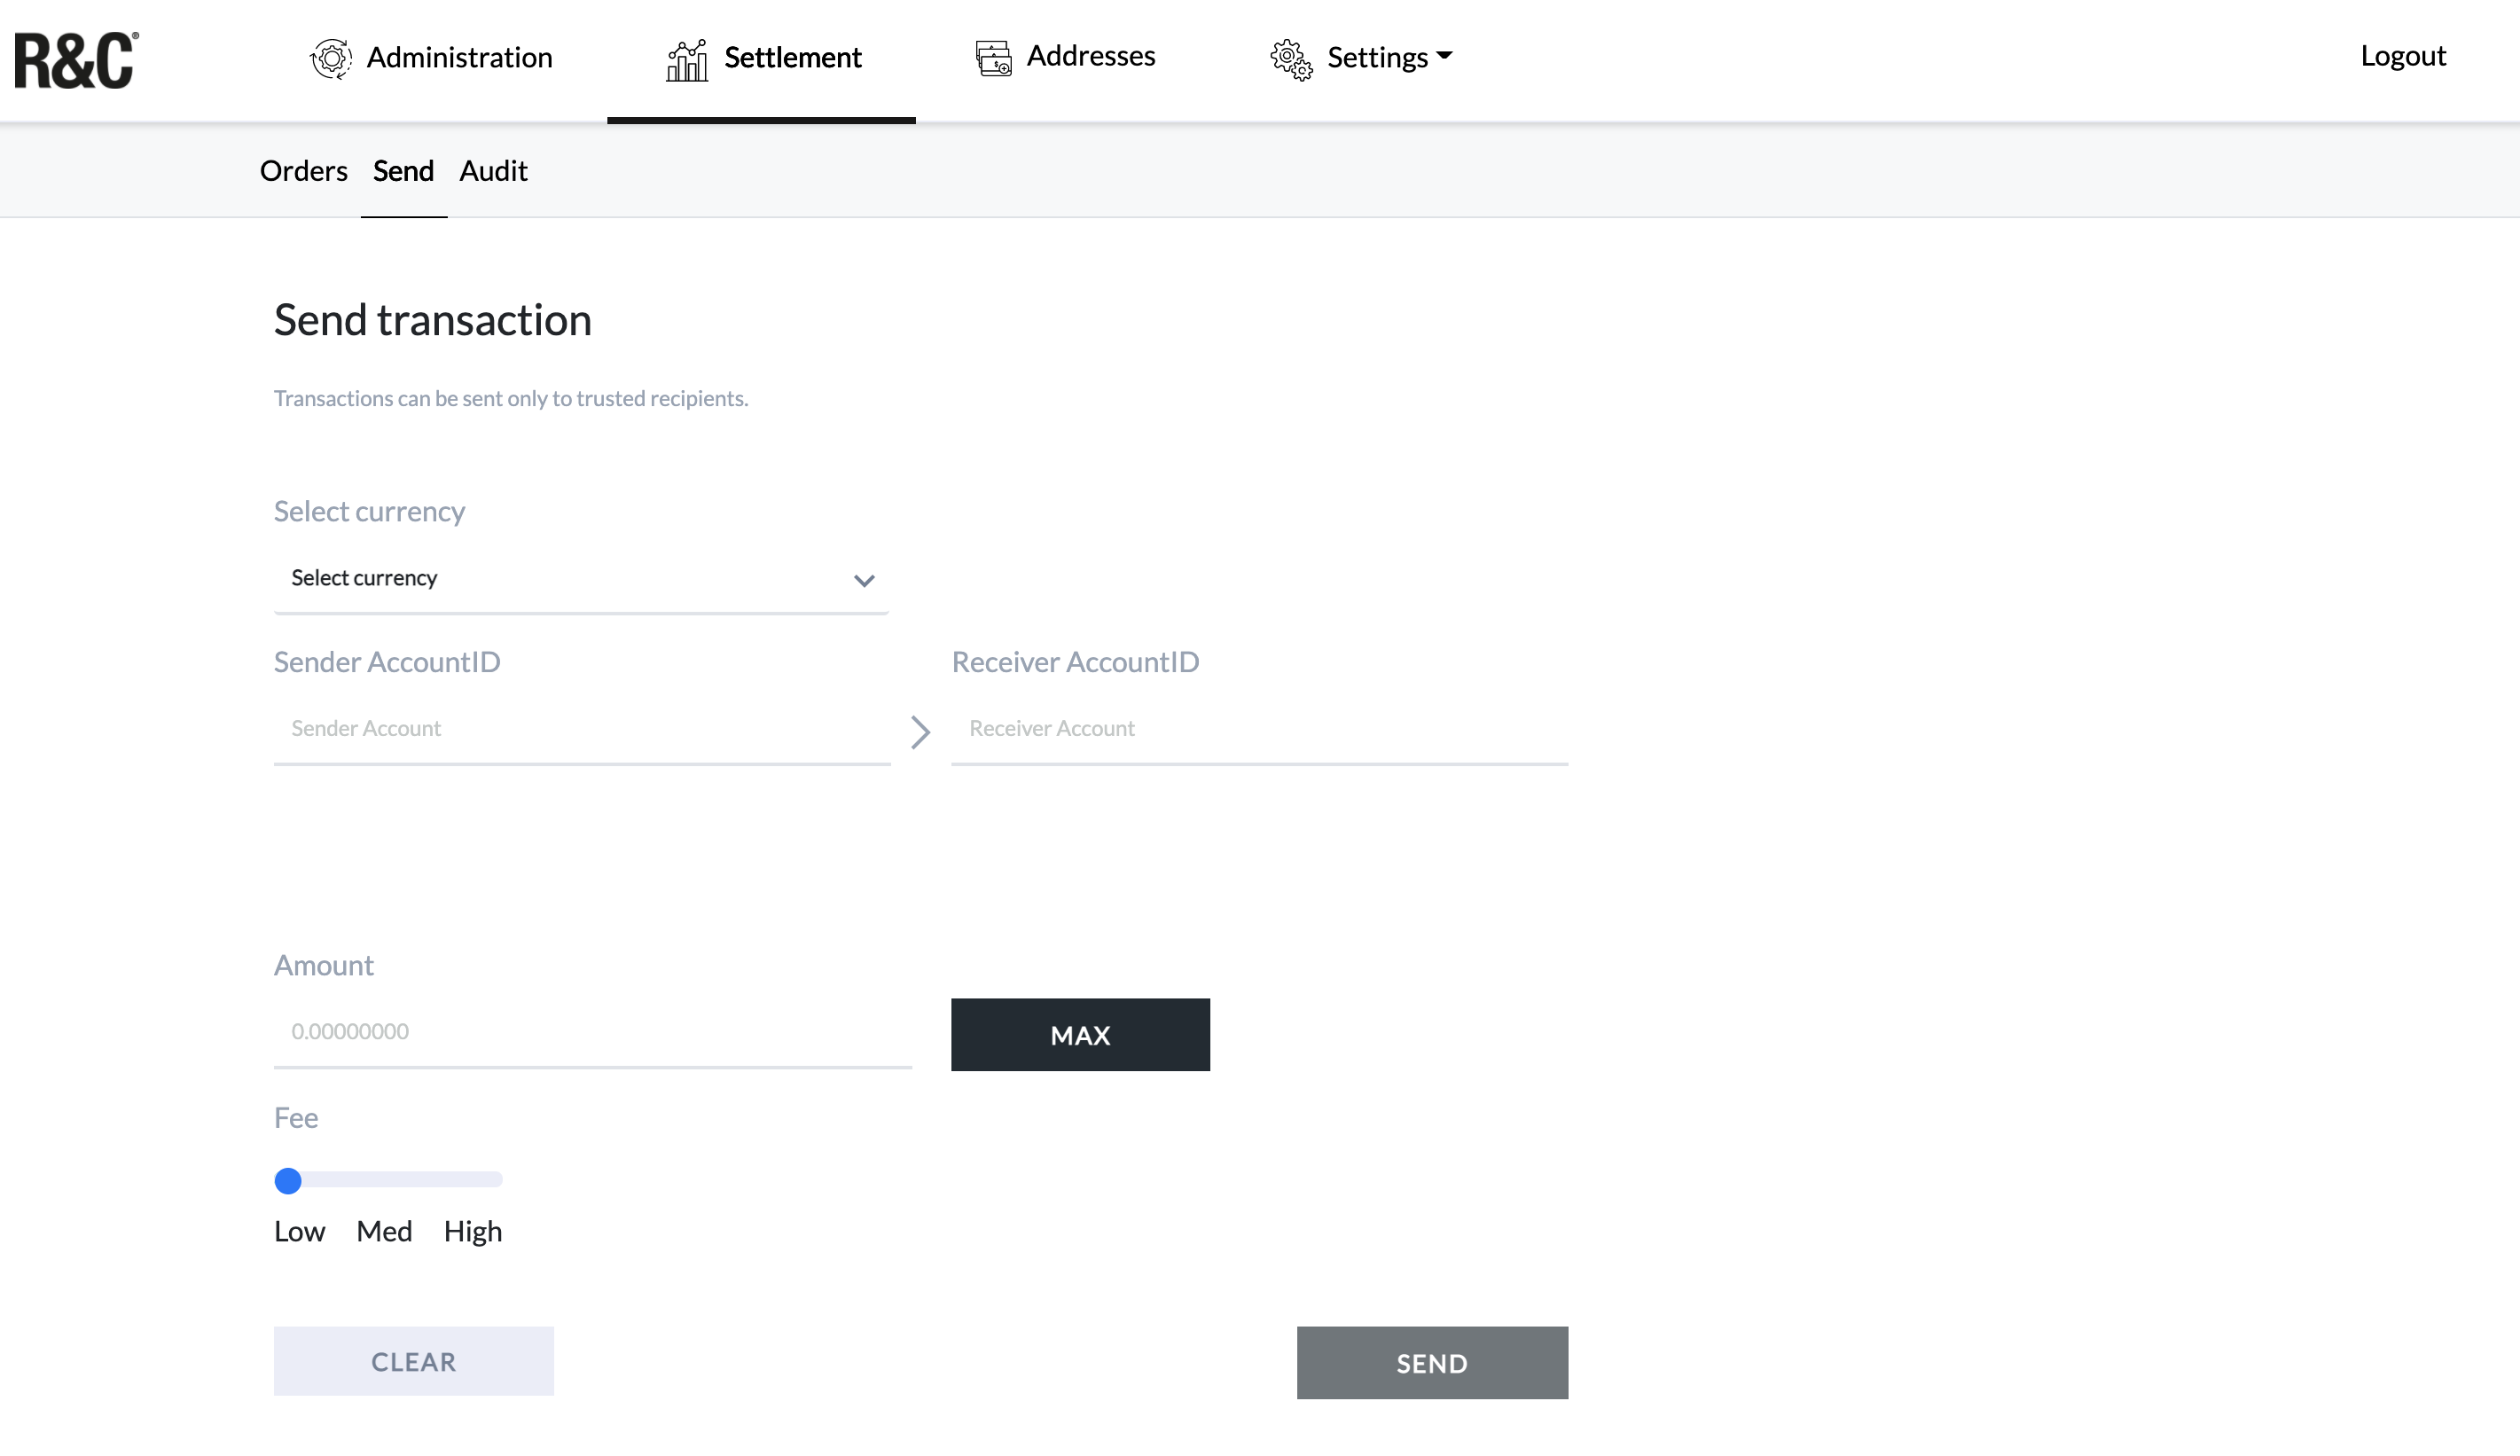 R&C®
Administration
Settlement
Addresses
Settings
Logout
Orders
Send
Audit
Send transaction
Transactions can be sent only to trusted recipients.
Select currency
Select currency
Sender AccountID
Receiver AccountID
Sender Account
Receiver Account
Amount
0.00000000
MAX
Fee
Low Med High
CLEAR
SEND